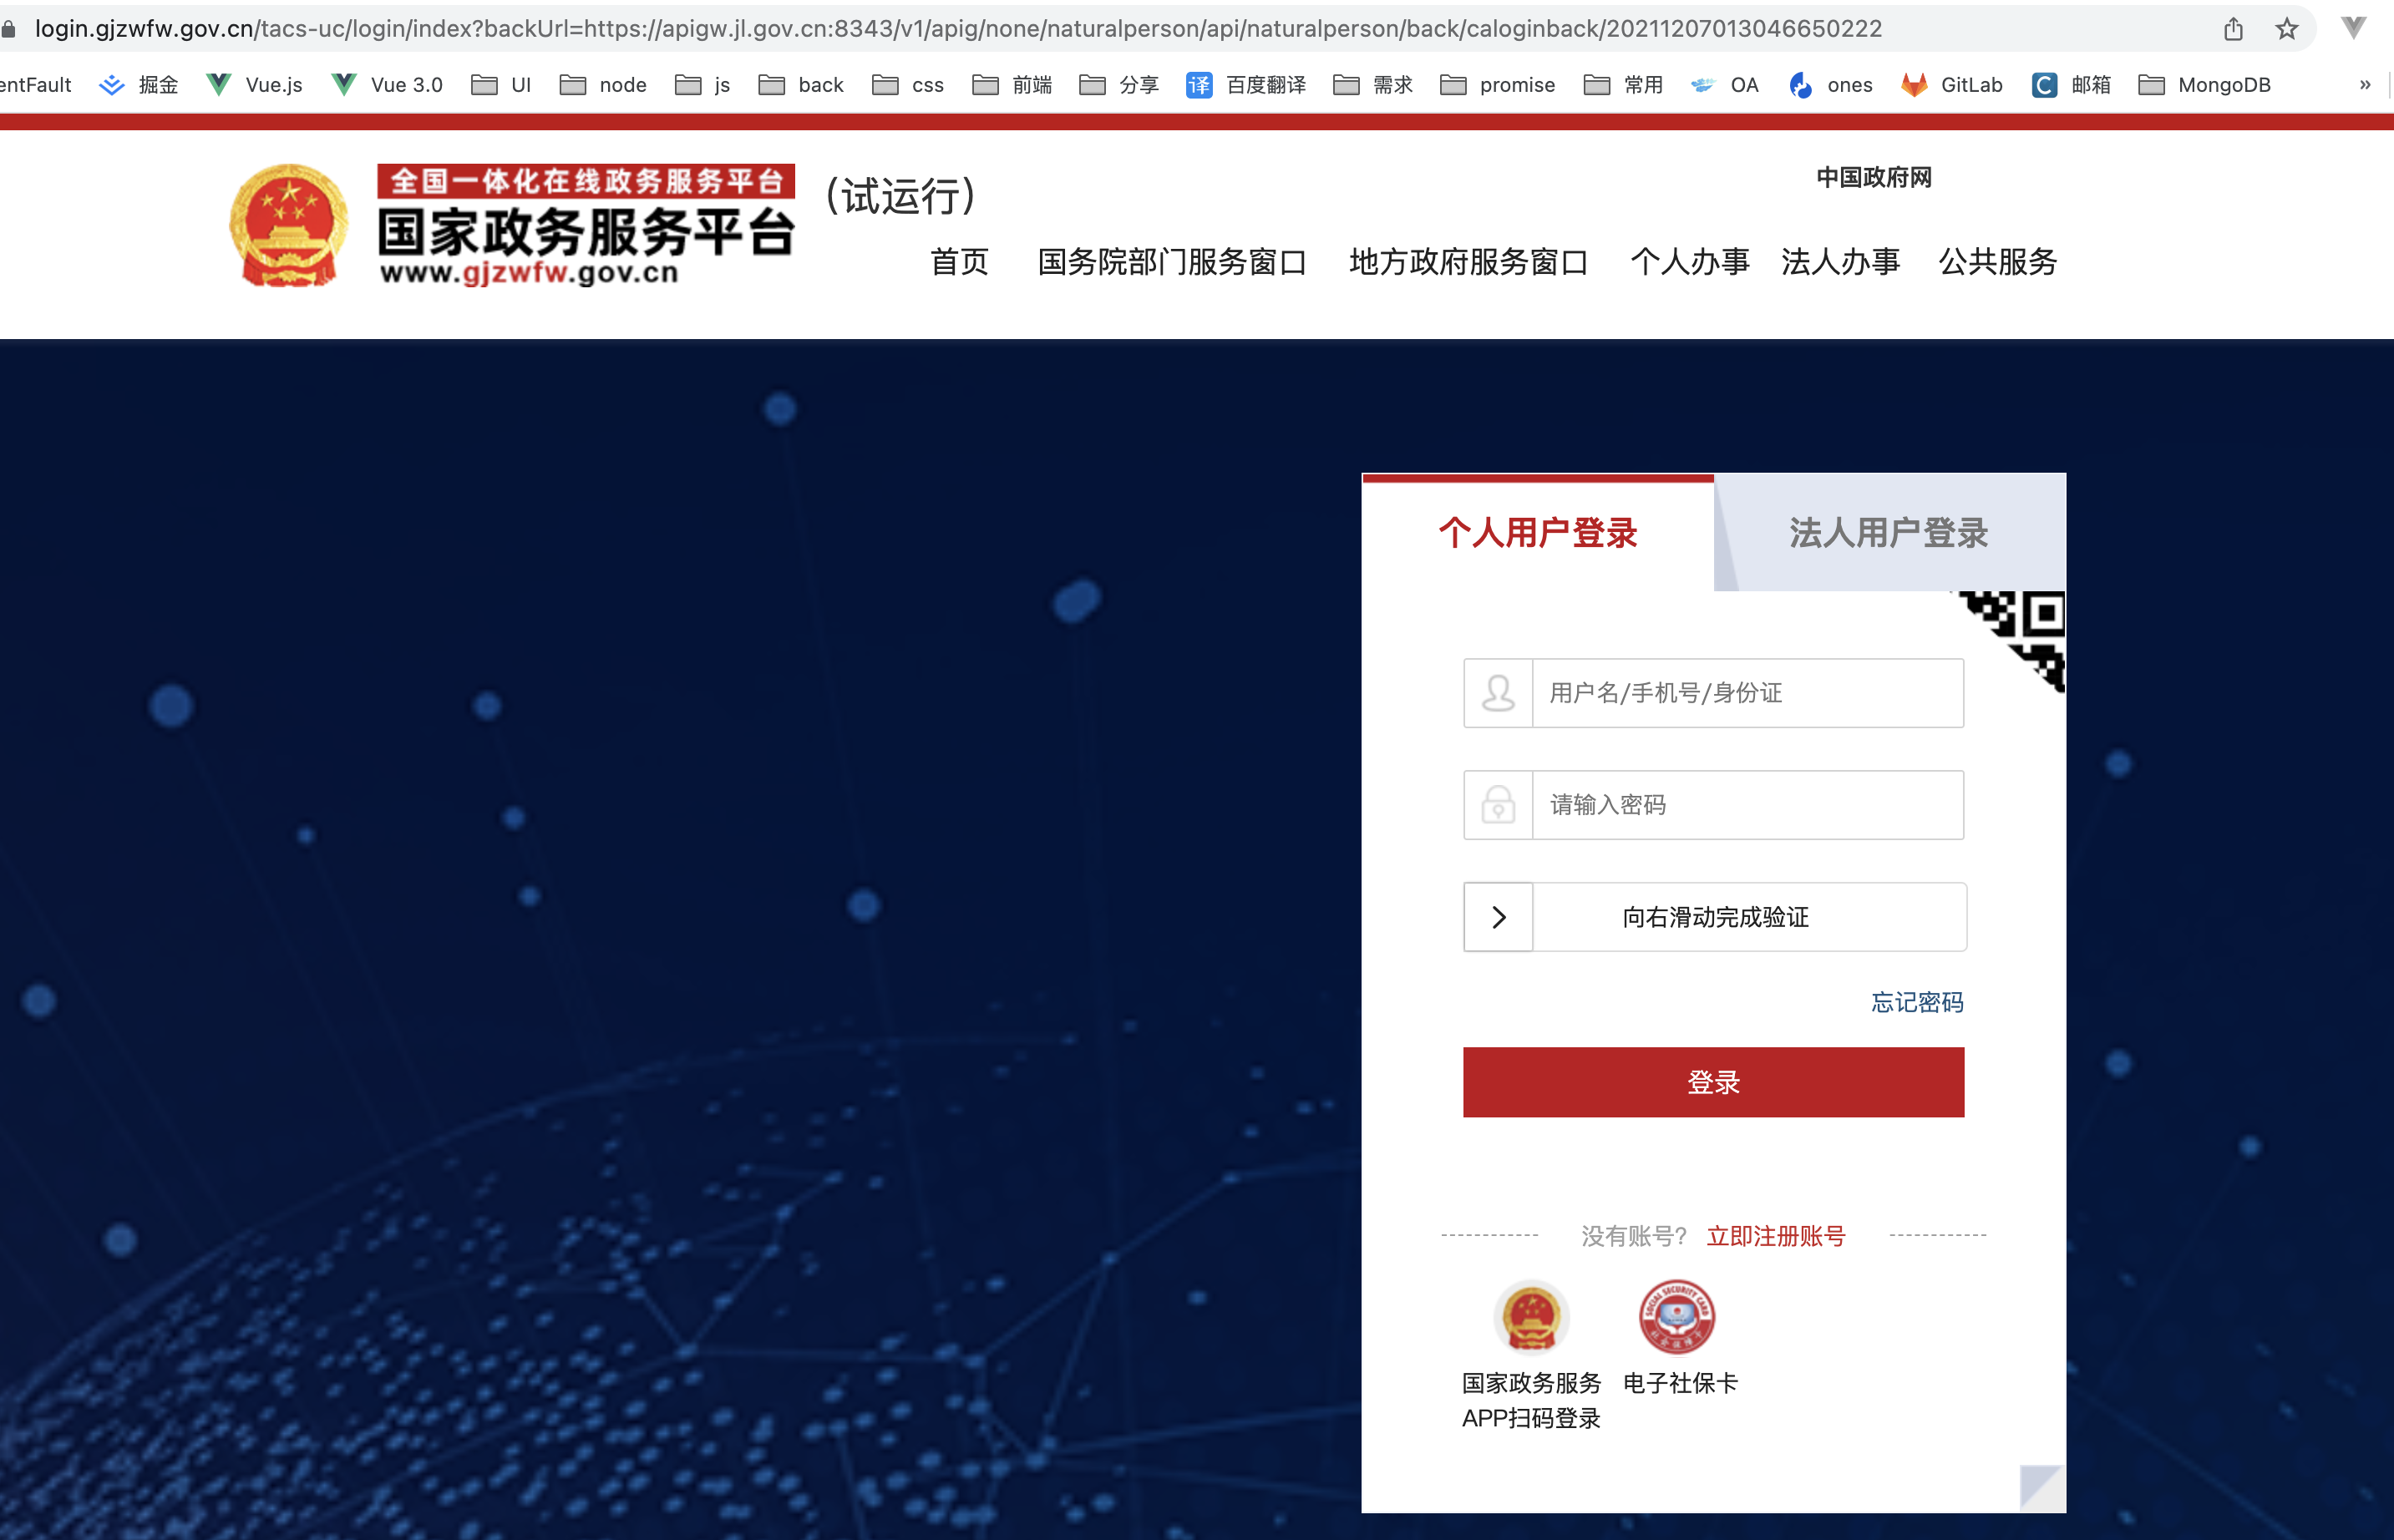 login.gjzwfw.gov.cn/tacs-uc/login/index?backUrl=https://apigw.jl.gov.cn:8343/v1/apig/none/naturalperson/api/naturalperson/back/caloginback/20211207013046650222
entFault 掘金 Vue.js Vue 3.0 UI node js back css 前端 分享 译 百度翻译 需求 promise 常用 OA ones GitLab C 邮箱 MongoDB »
中国政府网
全国一体化在线政务服务平台
国家政务服务平台 (试运行)
www.gjzwfw.gov.cn
首页 国务院部门服务窗口 地方政府服务窗口 个人办事 法人办事 公共服务
个人用户登录 法人用户登录
用户名/手机号/身份证
请输入密码
向右滑动完成验证
忘记密码
登录
没有账号? 立即注册账号
SOCIAL SECURITY CARD
社会保障卡
国家政务服务 电子社保卡
APP扫码登录